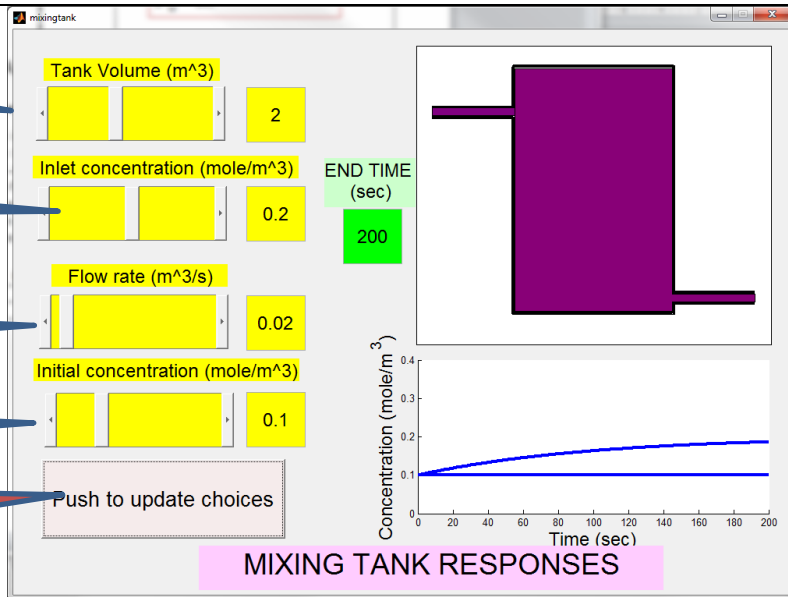 mixingtank
Tank Volume (m^3)
2
Inlet concentration (mole/m^3)
0.2
END TIME
(sec)
200
Flow rate (m^3/s)
0.02
Initial concentration (mole/m^3)
0.1
Push to update choices
Concentration (mole/m 3)
0.4
0.3
0.2
0.1
0
0 20 40 60 80 100 120 140 160 180 200
Time (sec)
MIXING TANK RESPONSES